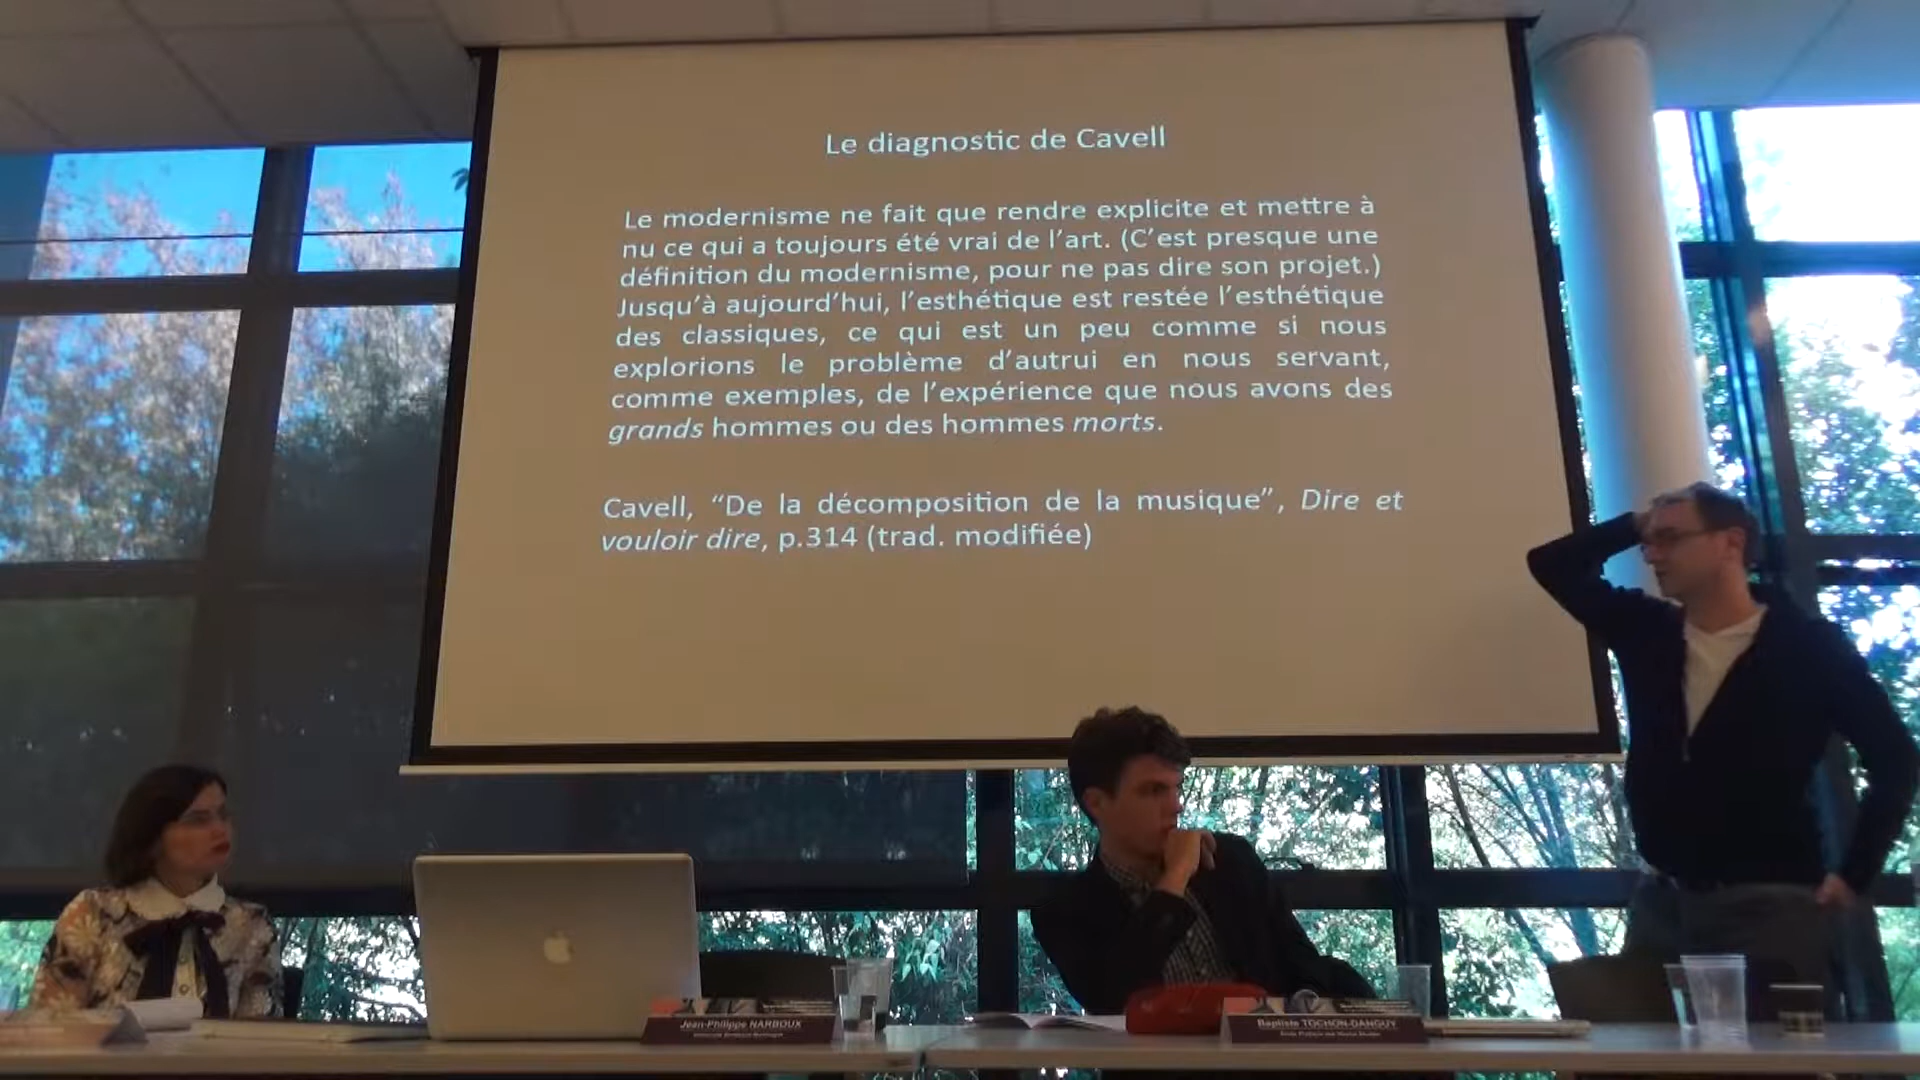 Le diagnostic de Cavell
Le modernisme ne fait que rendre explicite et mettre à
nu ce qui a toujours été vrai de l’art. (C’est presque une
définition du modernisme, pour ne pas dire son projet.)
Jusqu’à aujourd’hui, l’esthétique est restée l’esthétique
des classiques, ce qui est un peu comme si nous
explorions le problème d’autrui en nous servant,
comme exemples, de l’expérience que nous avons des
grands hommes ou des hommes morts.
Cavell, “De la décomposition de la musique”, Dire et
vouloir dire, p.314 (trad. modifiée)
Jean-Philippe NARBOUX
Baptiste TOCHON-DANGUY